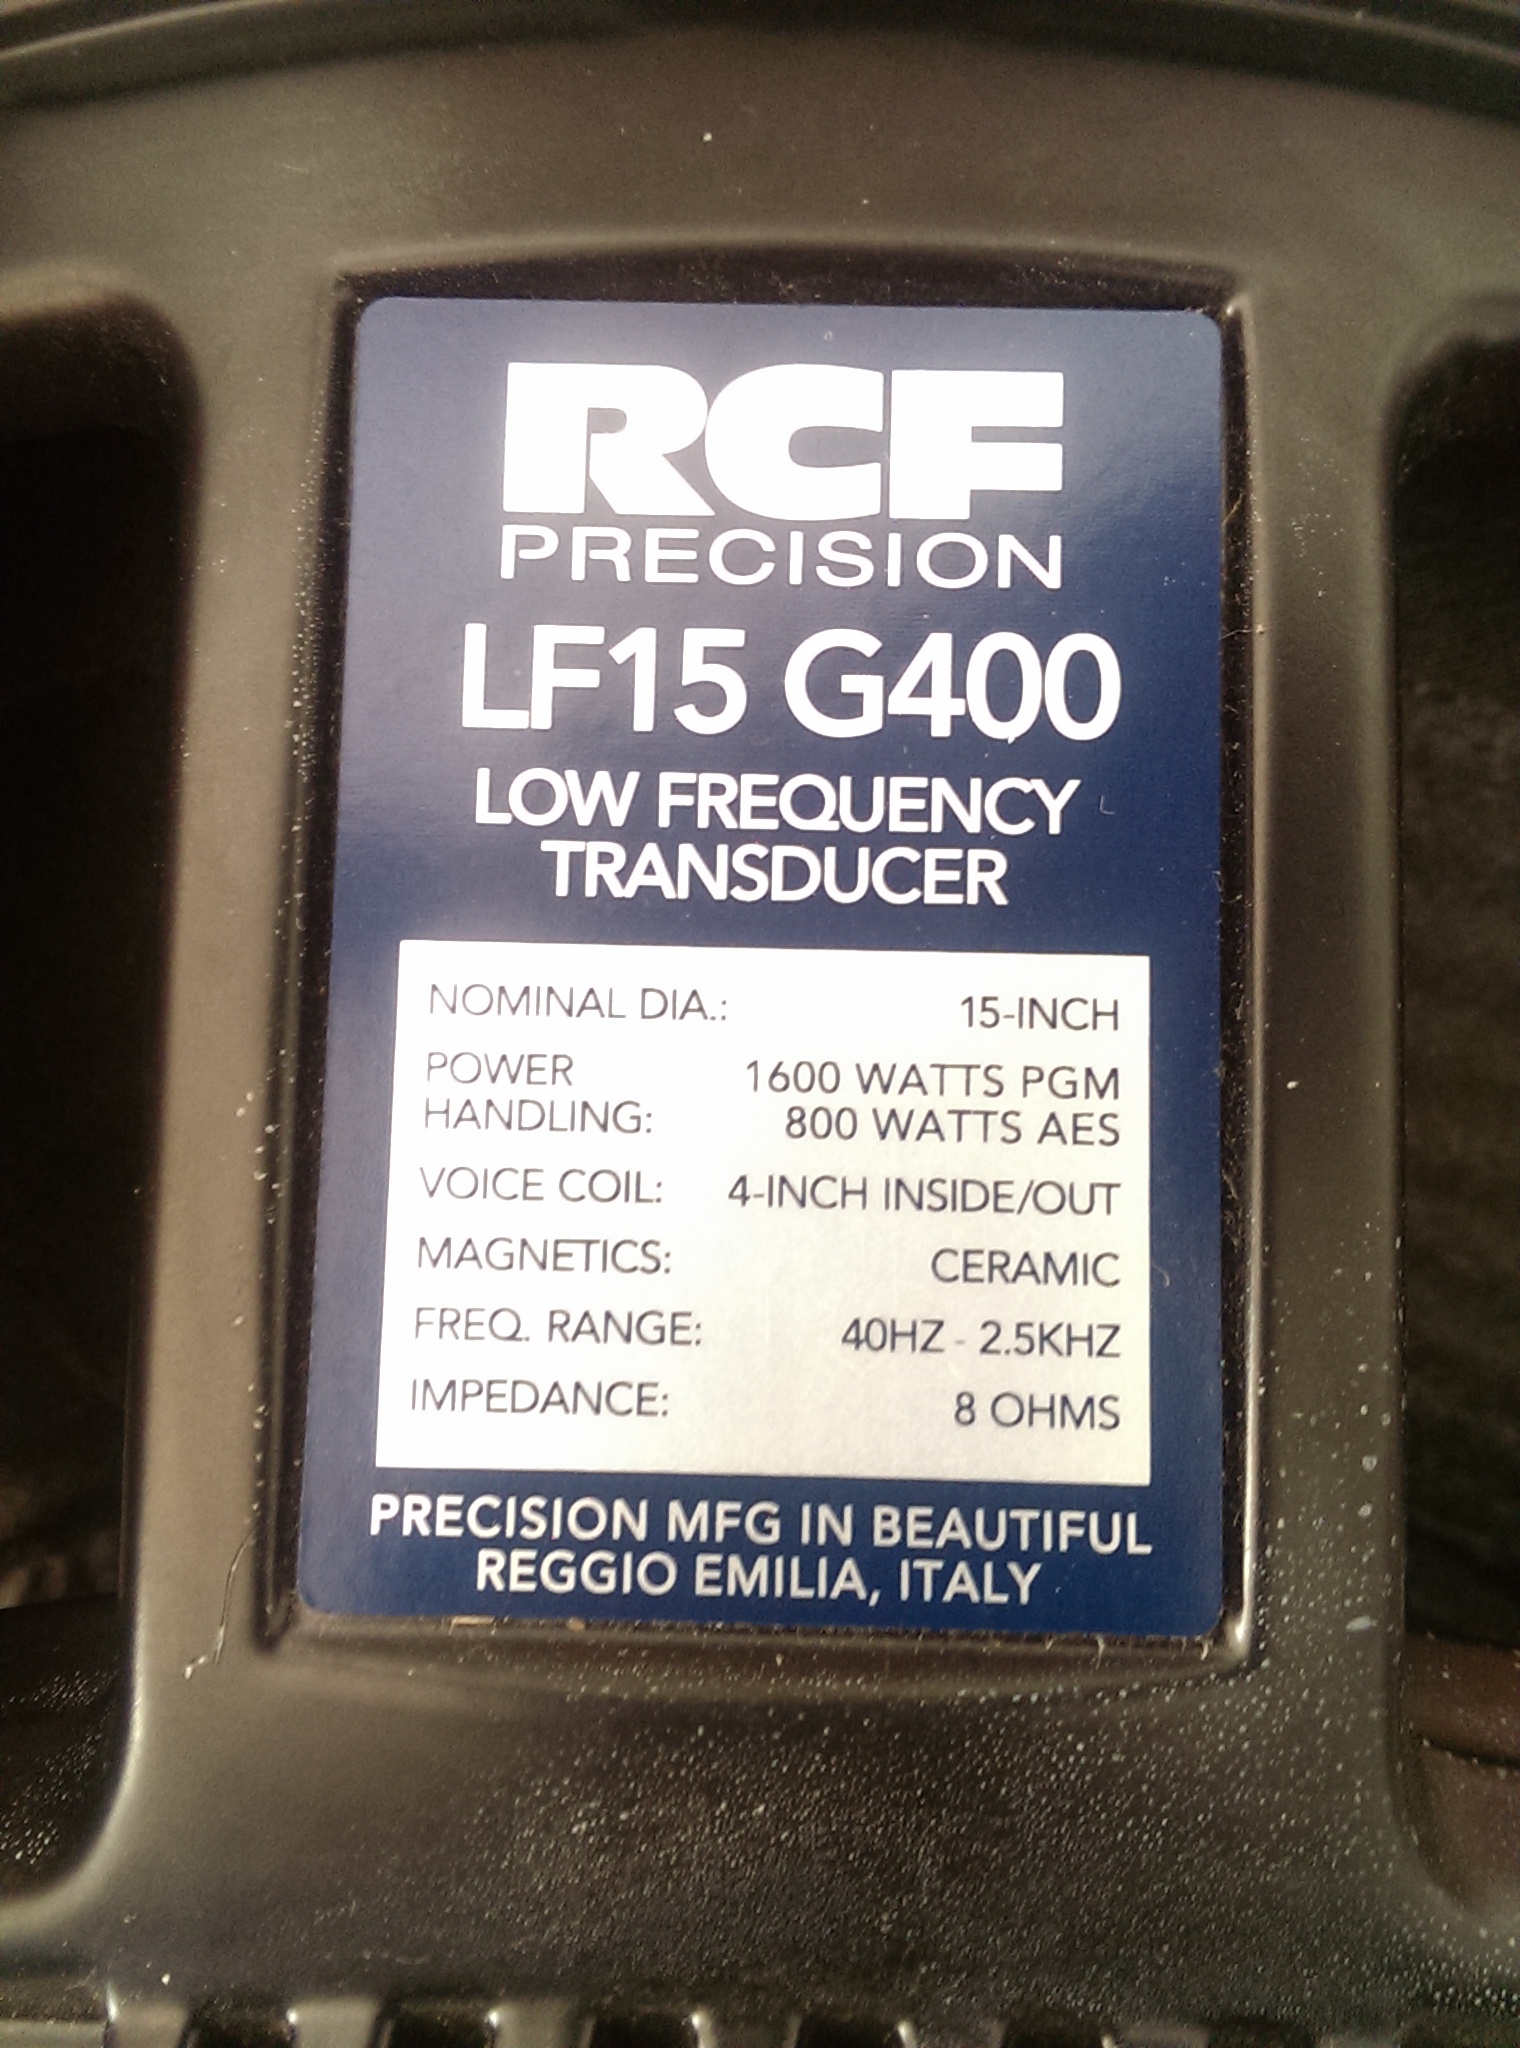 RCF
PRECISION
LF15 G400
LOW FREQUENCY
TRANSDUCER
NOMINAL DIA.: 15-INCH
POWER 1600 WATTS PGM
HANDLING: 800 WATTS AES
VOICE COIL: 4-INCH INSIDE/OUT
MAGNETICS: CERAMIC
FREQ. RANGE: 40HZ - 2.5KHZ
IMPEDANCE: 8 OHMS
PRECISION MFG IN BEAUTIFUL
REGGIO EMILIA, ITALY